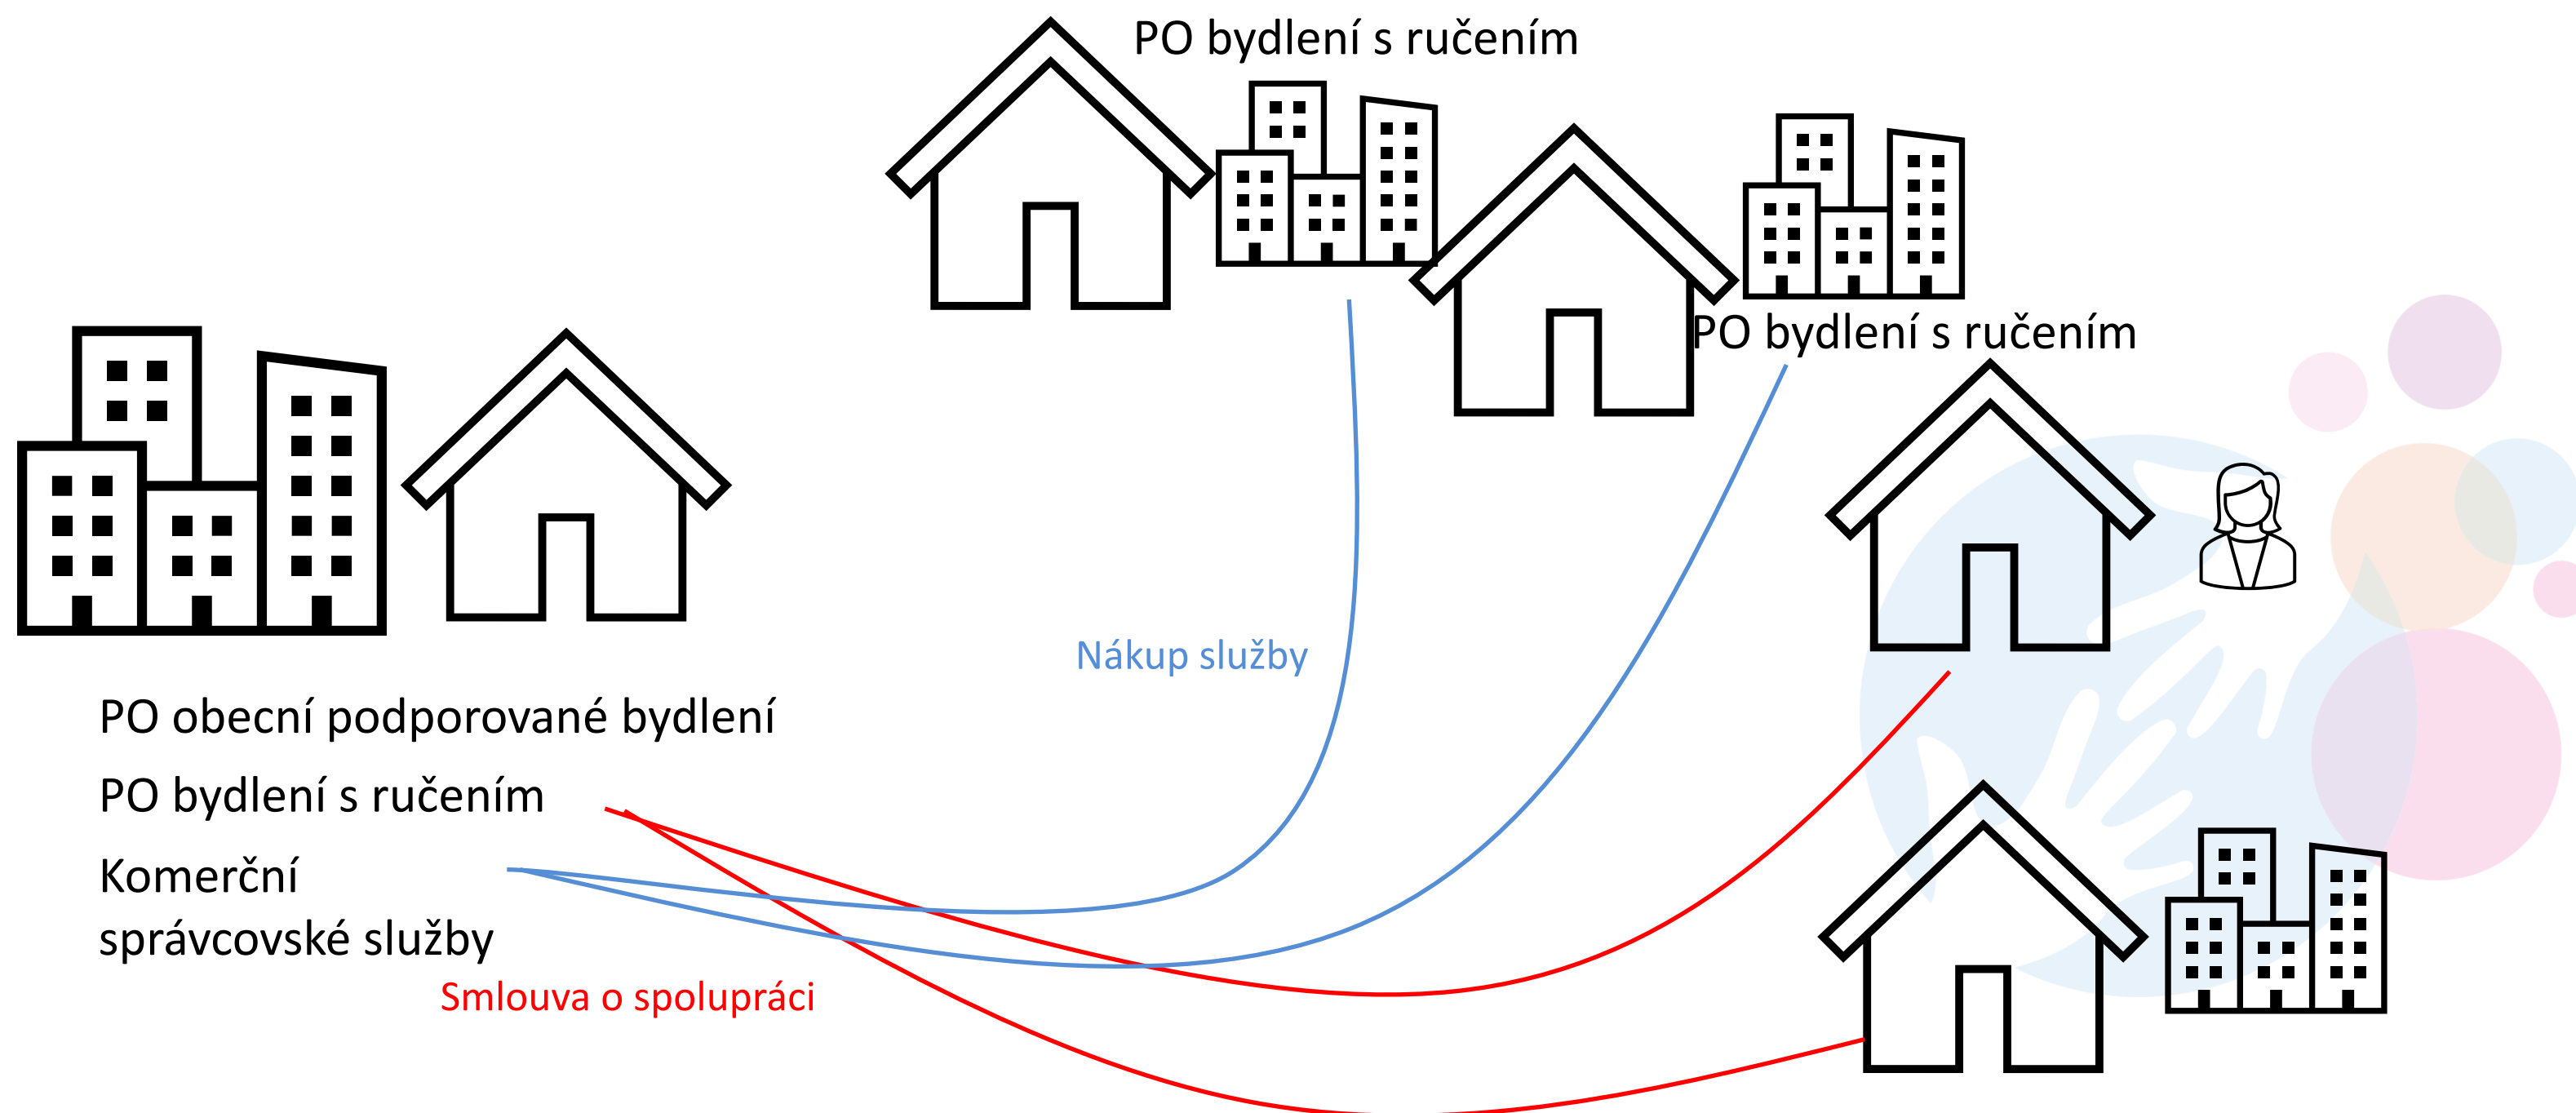 PO bydlení s ručením
PO bydlení s ručením
Nákup služby
PO obecní podporované bydlení
PO bydlení s ručením
Komerční
správcovské služby
Smlouva o spolupráci